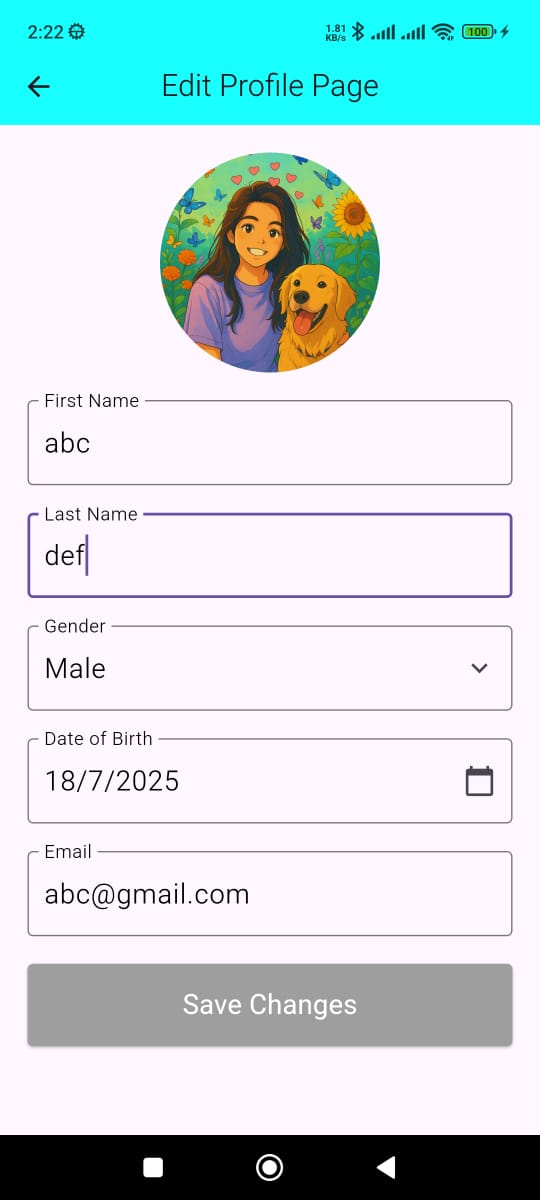 2:22
1.81
KB/s
100
Edit Profile Page
First Name
abc
Last Name
def
Gender
Male
Date of Birth
18/7/2025
Email
abc@gmail.com
Save Changes